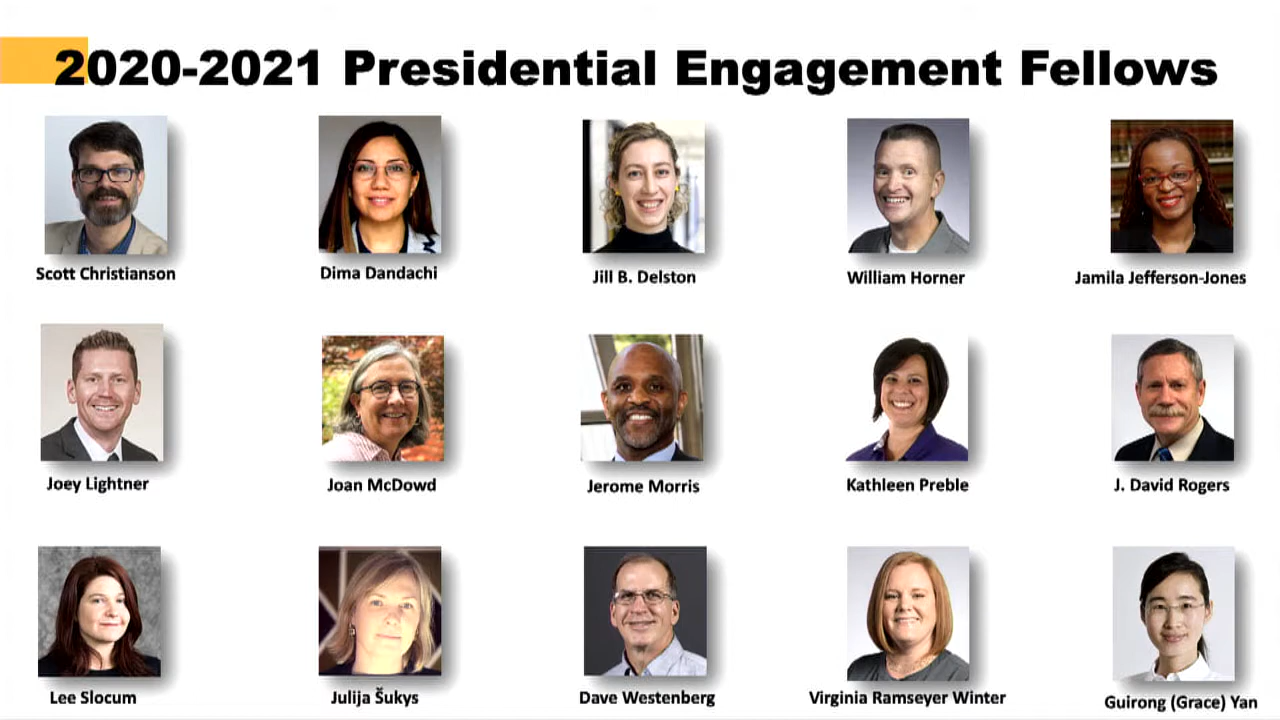 2020-2021 Presidential Engagement Fellows
Scott Christianson
Dima Dandachi
Jill B. Delston
William Horner
Jamila Jefferson-Jones
Joey Lightner
Joan McDowd
Jerome Morris
Kathleen Preble
J. David Rogers
Lee Slocum
Julija Šukys
Dave Westenberg
Virginia Ramseyer Winter
Guirong (Grace) Yan